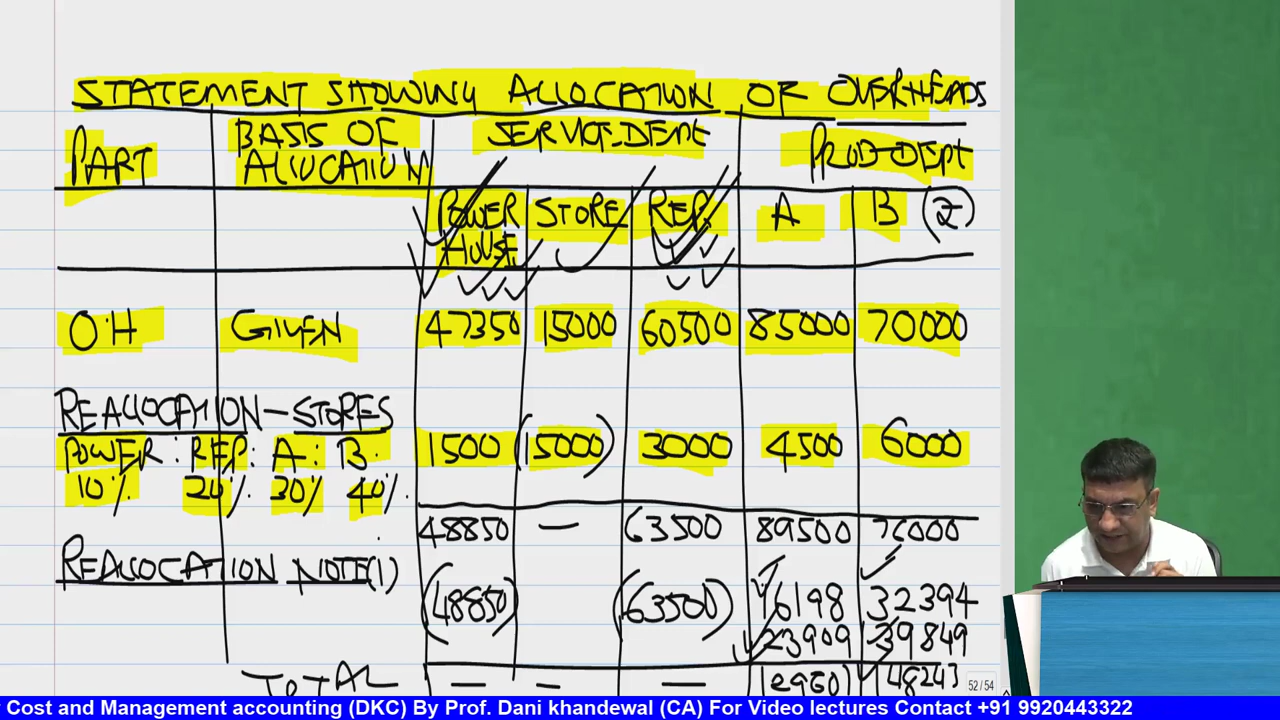 STATEMENT SHOWING ALLOCATION OF OVERHEADS
PART BASIS OF ALLOCATION SERVICE DEPT PROD-DEPT
POWER HOUSE STORE REP. A B (₹)
O.H GIVEN 47350 15000 60500 85000 70000
REALLOCATION-STORES
POWER: REP: A: B. 1500 (15000) 3000 4500 6000
10% 20% 30% 40%.
48850 — 63500 89500 76000
REALLOCATION NOTE(1)
(48850) (63500) 16198 32394
23909 39849
TOTAL — — — 148243
52/54
Cost and Management accounting (DKC) By Prof. Dani khandewal (CA) For Video lectures Contact +91 9920443322